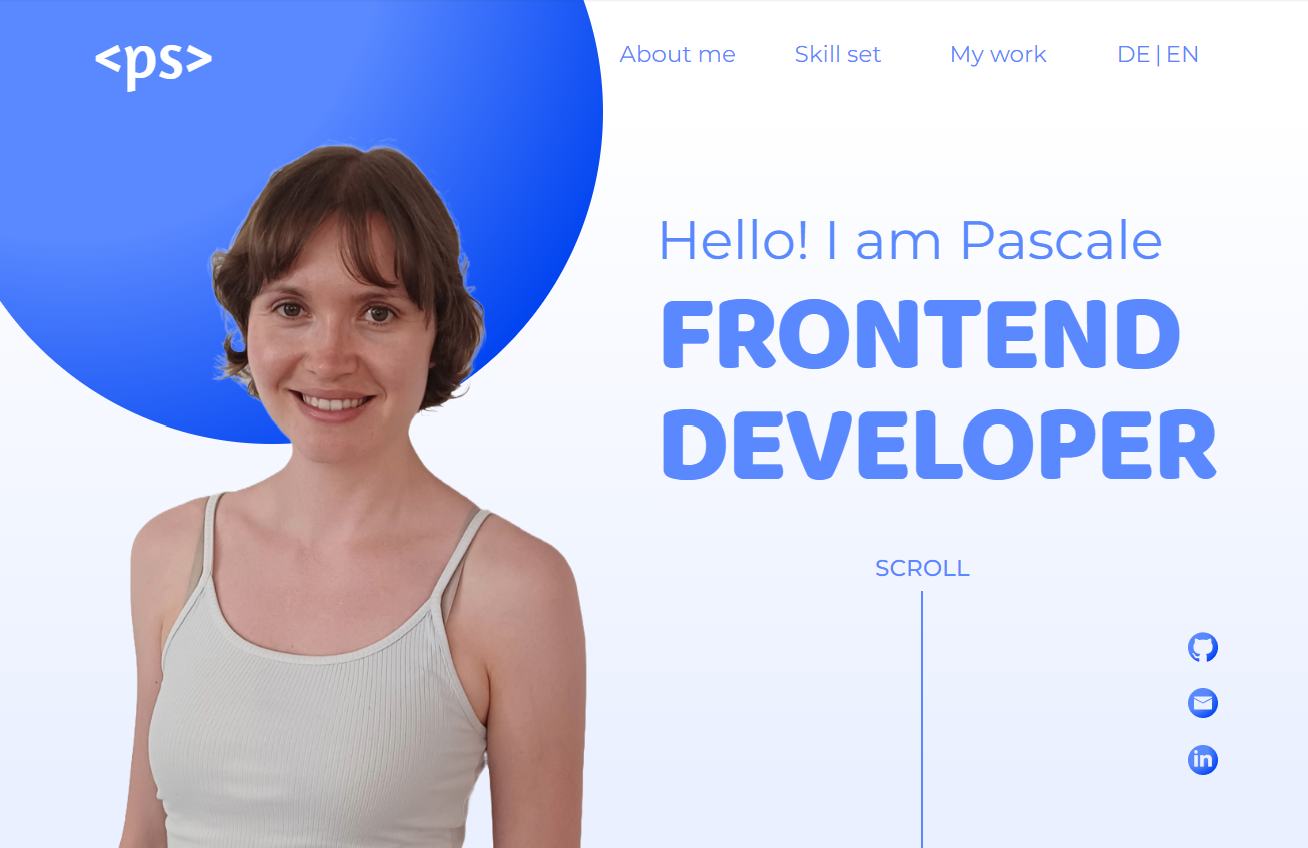 <ps>
About me
Skill set
My work
DE | EN
Hello! I am Pascale
FRONTEND
DEVELOPER
SCROLL
in